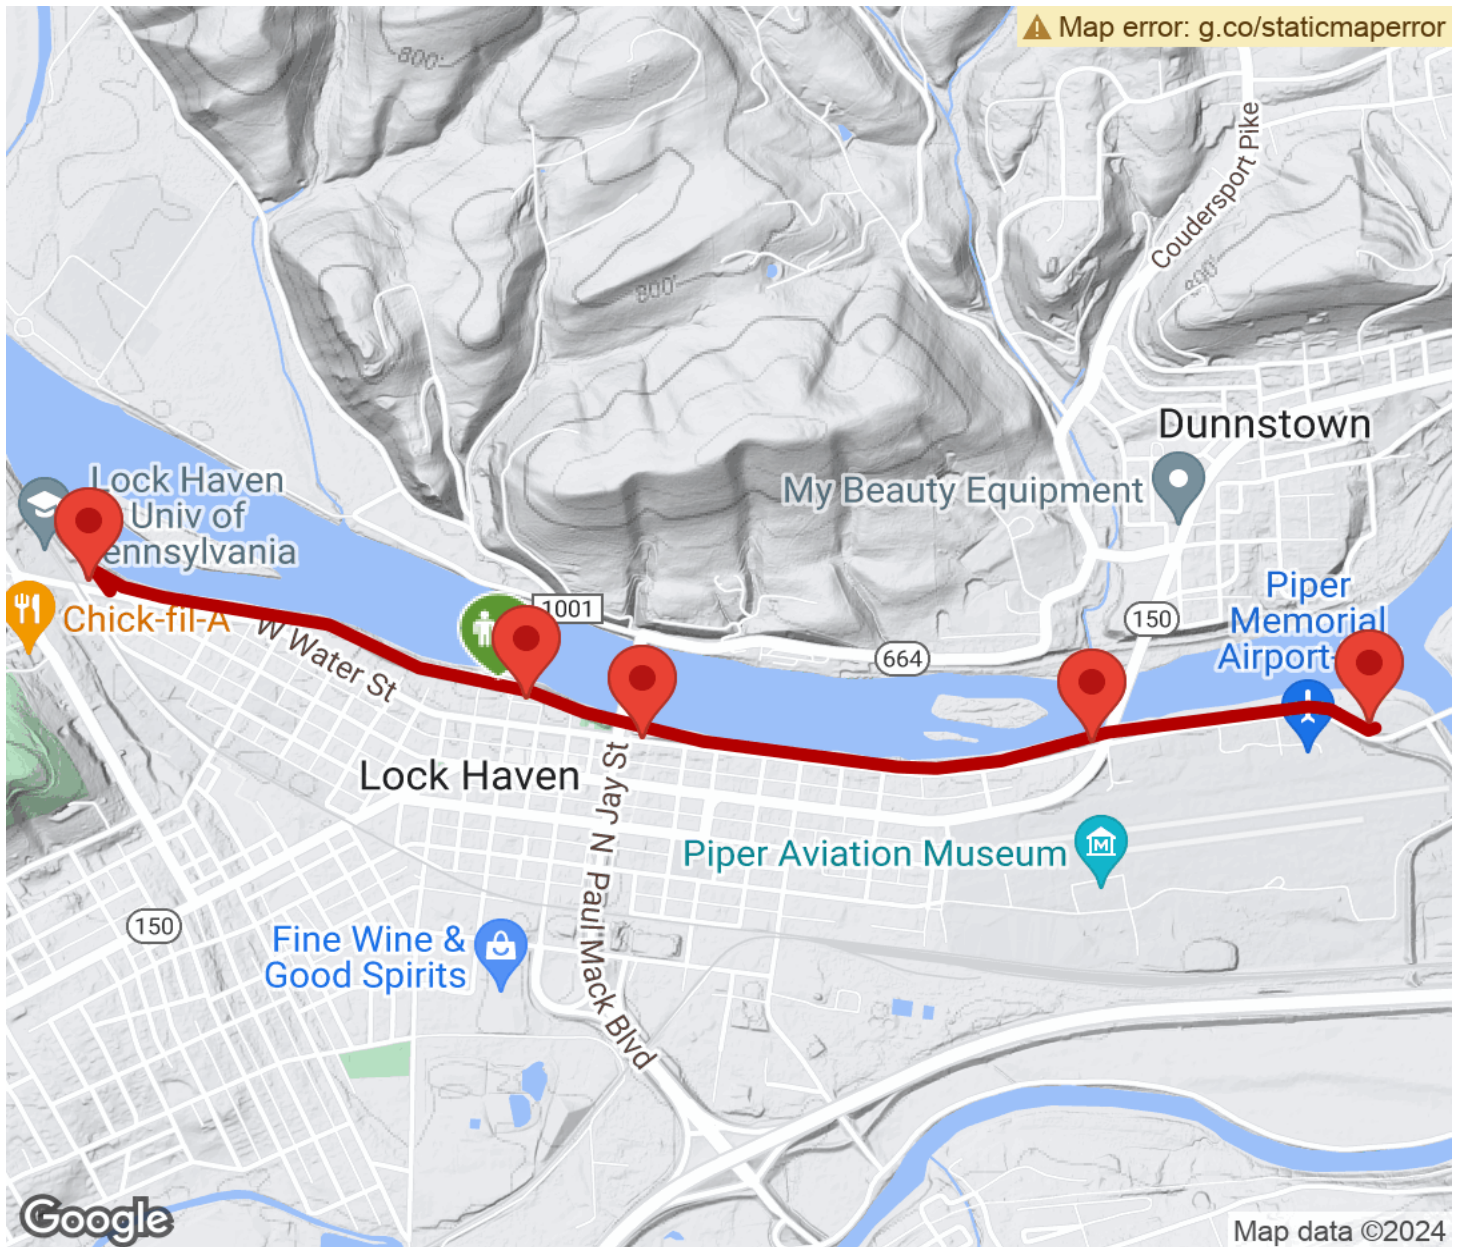 Map error: g.co/staticmaperror
800'
Coudersport Pike
800'
800'
Dunnstown
Lock Haven
Univ of
ennsylvania
My Beauty Equipment
Piper
Memorial
Airport-
1001
150
Chick-fil-A
W Water St
664
Lock Haven
N Jay St
Piper Aviation Museum
M
150
Fine Wine &
Good Spirits
Paul Mack Blvd
Google
Map data ©2024